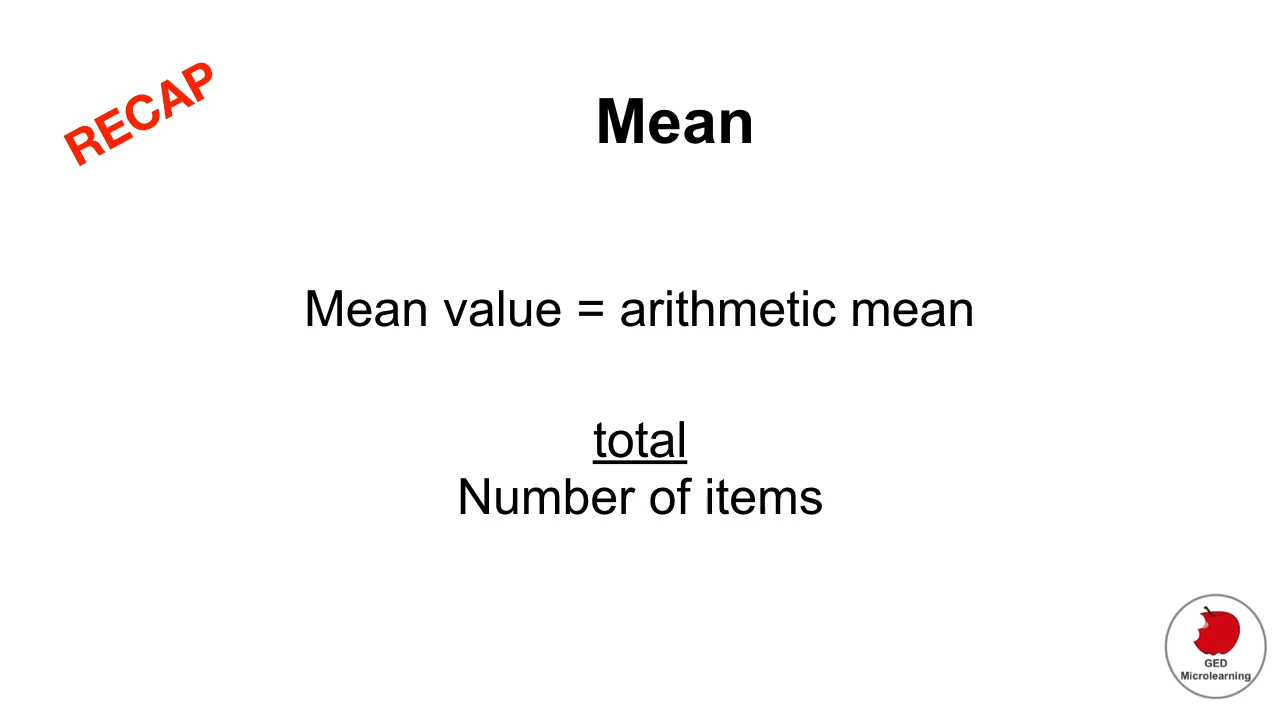 RECAP
Mean
Mean value = arithmetic mean
total
Number of items
GED
Microlearning